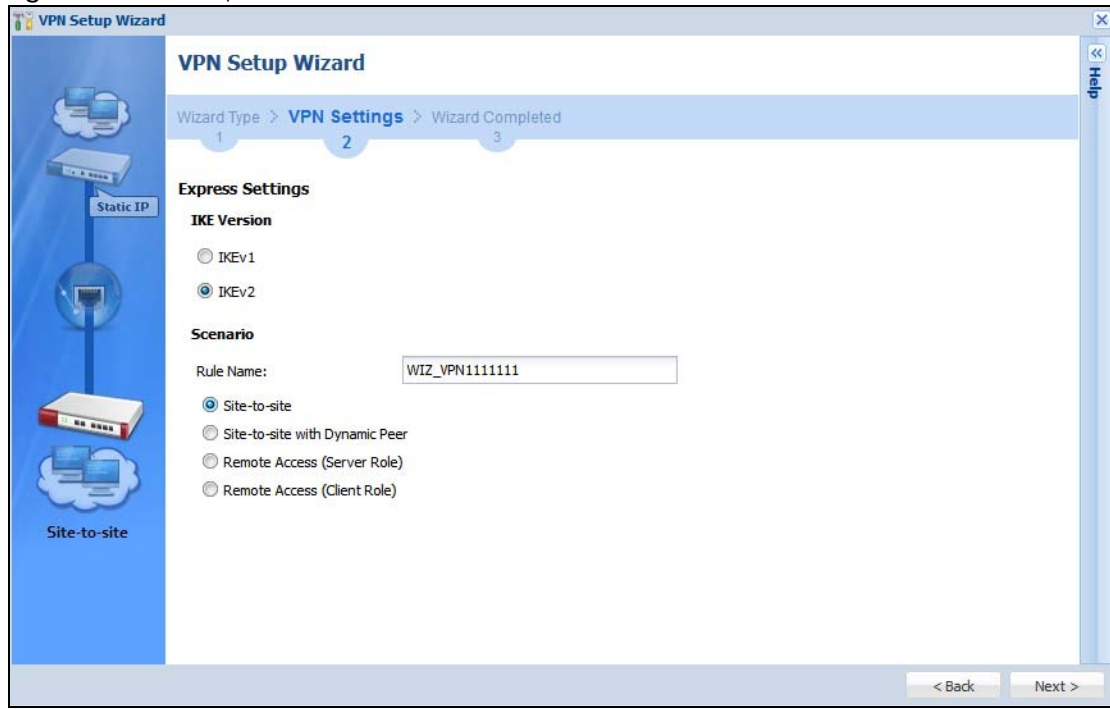 VPN Setup Wizard
VPN Setup Wizard
Help
Wizard Type > VPN Settings > Wizard Completed
1 2 3
Static IP
Express Settings
IKE Version
IKEv1
IKEv2
Scenario
Rule Name: WIZ_VPN1111111
Site-to-site
Site-to-site with Dynamic Peer
Remote Access (Server Role)
Remote Access (Client Role)
Site-to-site
< Back Next >